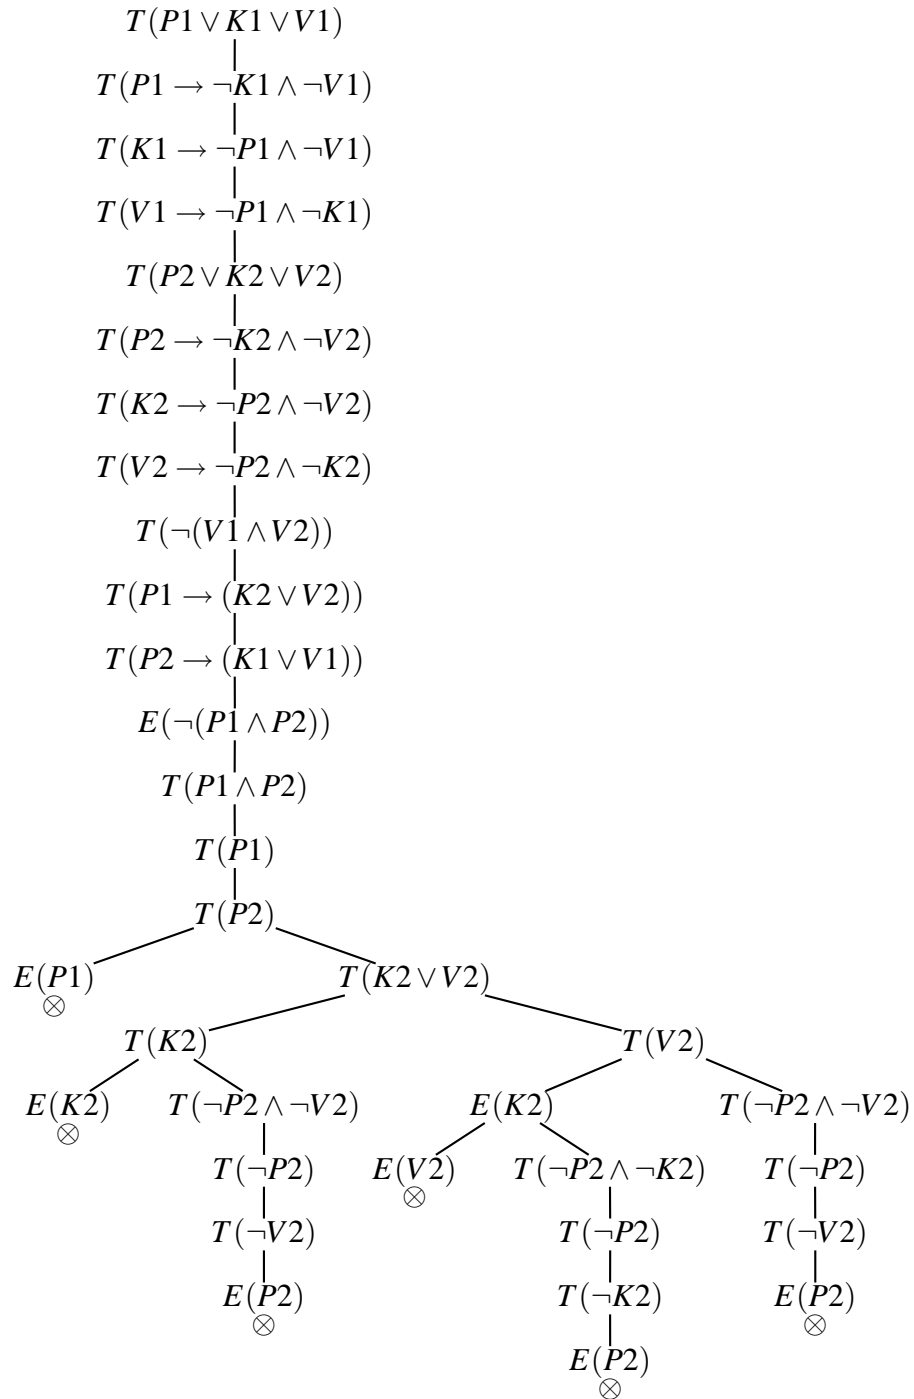 T(P1 ∨ K1 ∨ V1)
T(P1 → ¬K1 ∧ ¬V1)
T(K1 → ¬P1 ∧ ¬V1)
T(V1 → ¬P1 ∧ ¬K1)
T(P2 ∨ K2 ∨ V2)
T(P2 → ¬K2 ∧ ¬V2)
T(K2 → ¬P2 ∧ ¬V2)
T(V2 → ¬P2 ∧ ¬K2)
T(¬(V1 ∧ V2))
T(P1 → (K2 ∨ V2))
T(P2 → (K1 ∨ V1))
E(¬(P1 ∧ P2))
T(P1 ∧ P2)
T(P1)
T(P2)
E(P1) T(K2 ∨ V2)
⊗
T(K2) T(V2)
E(K2) T(¬P2 ∧ ¬V2) E(K2) T(¬P2 ∧ ¬V2)
⊗
T(¬P2) E(V2) T(¬P2 ∧ ¬K2) T(¬P2)
⊗
T(¬V2) T(¬P2) T(¬V2)
E(P2) T(¬K2) E(P2)
⊗ ⊗
E(P2)
⊗